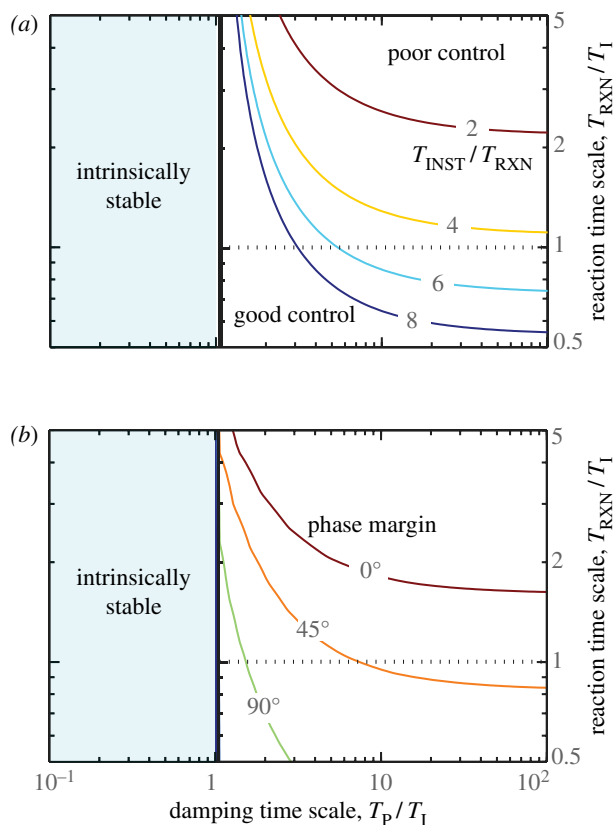 (a)
5
poor control
2
2
T_INST / T_RXN
intrinsically
stable
4
1
6
good control
8
0.5
reaction time scale, T_RXN / T_I
(b)
5
phase margin
0°
2
intrinsically
stable
45°
1
90°
0.5
reaction time scale, T_RXN / T_I
10⁻¹ 1 10 10²
damping time scale, T_P / T_I